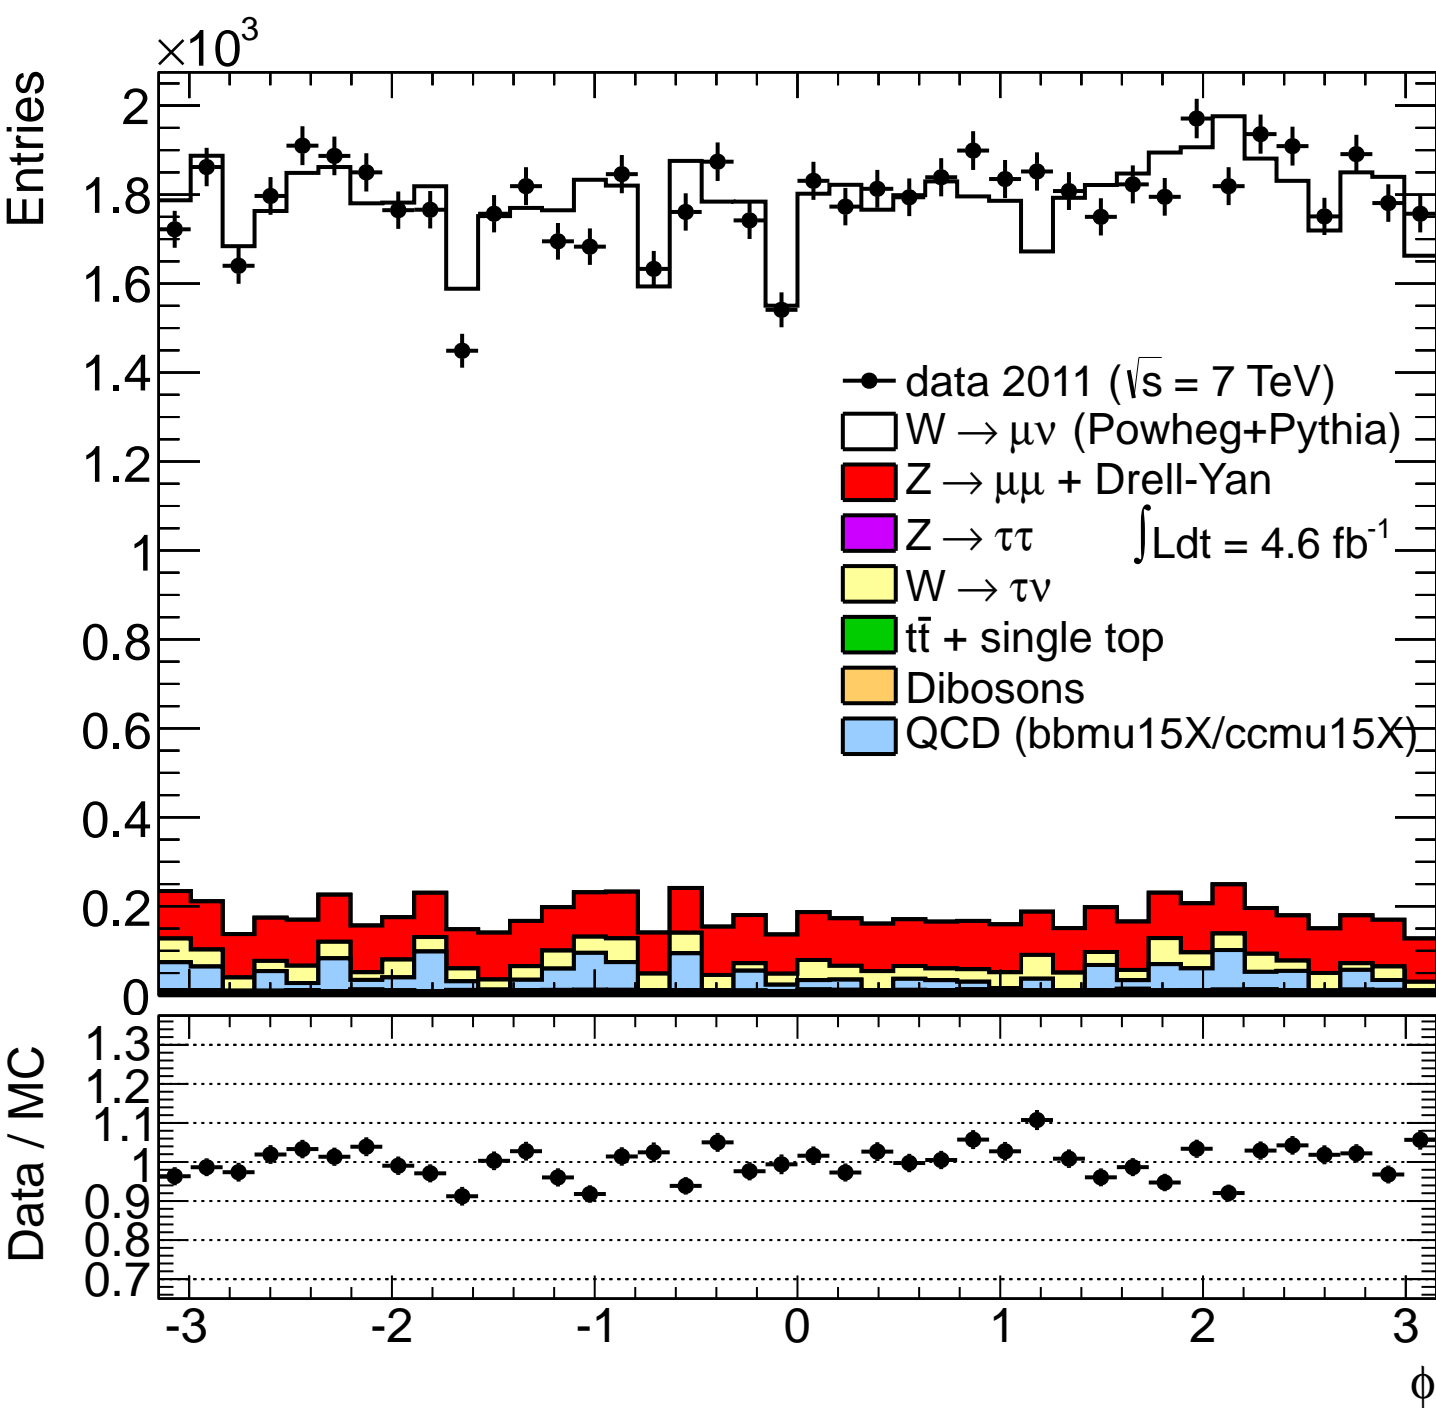 ×10³
Entries
2
1.8
1.6
1.4
1.2
1
0.8
0.6
0.4
0.2
0
data 2011 (√s = 7 TeV)
W → μν (Powheg+Pythia)
Z → μμ + Drell-Yan
Z → ττ
∫Ldt = 4.6 fb⁻¹
W → τν
tt̄ + single top
Dibosons
QCD (bbmu15X/ccmu15X)
Data / MC
1.3
1.2
1.1
1
0.9
0.8
0.7
-3 -2 -1 0 1 2 3
ϕ